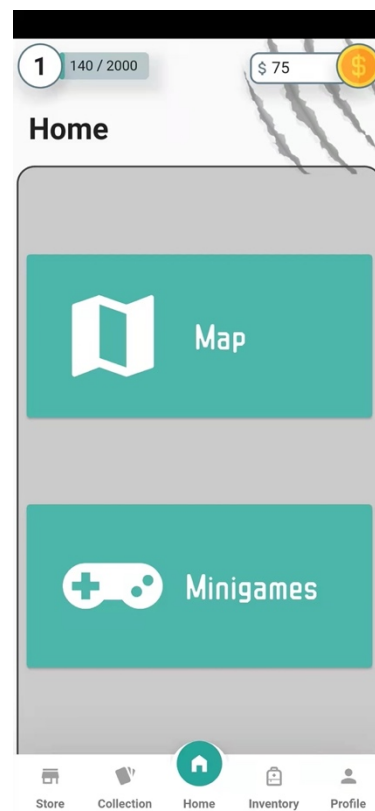 1 140 / 2000 $ 75 $
Home
Map
Minigames
Store Collection Home Inventory Profile